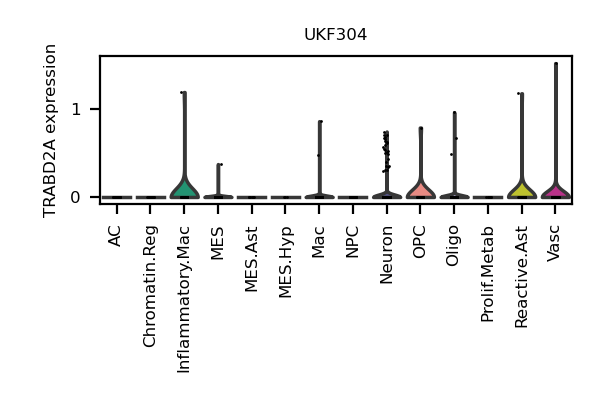 UKF304
TRABD2A expression
1
0
AC
Chromatin.Reg
Inflammatory.Mac
MES
MES.Ast
MES.Hyp
Mac
NPC
Neuron
OPC
Oligo
Prolif.Metab
Reactive.Ast
Vasc